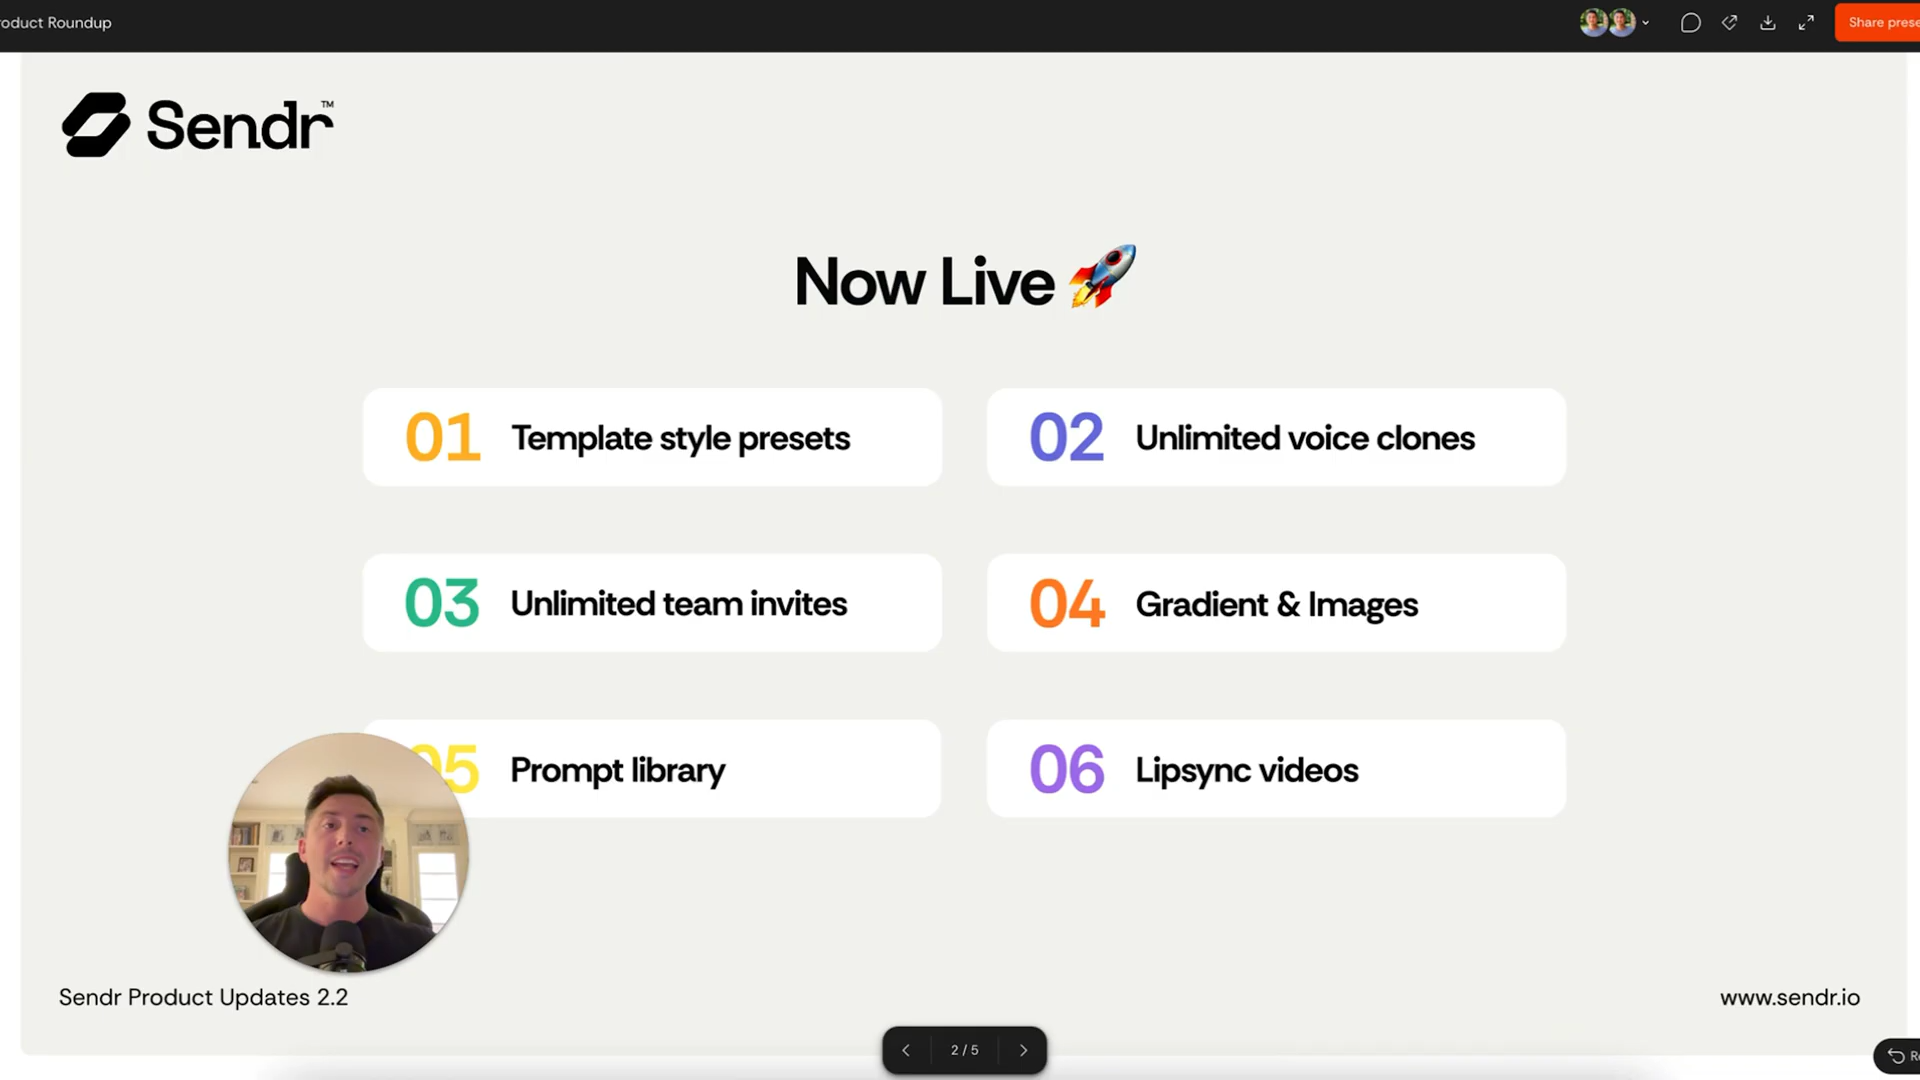 oduct Roundup
Share prese
Sendr™
Now Live
01 Template style presets
02 Unlimited voice clones
03 Unlimited team invites
04 Gradient & Images
05 Prompt library
06 Lipsync videos
Sendr Product Updates 2.2
www.sendr.io
2 / 5